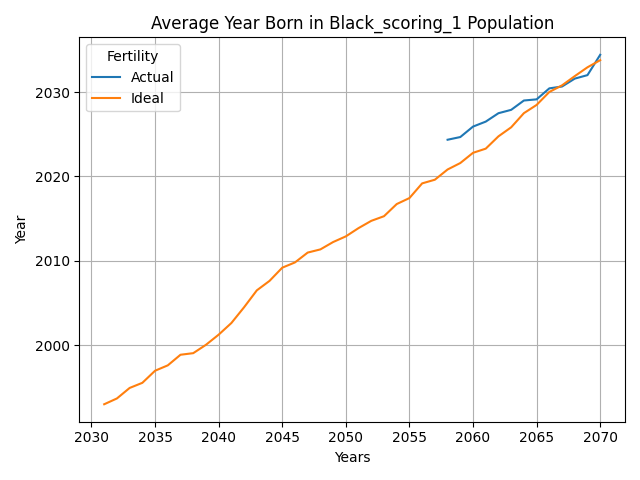 Average Year Born in Black_scoring_1 Population
Fertility
Actual
Ideal
Year
2030
2020
2010
2000
2030 2035 2040 2045 2050 2055 2060 2065 2070
Years